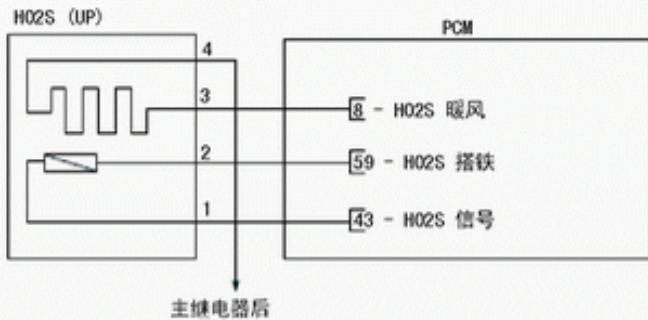 HO2S (UP)
PCM
4
3
8 - HO2S 暖风
2
59 - HO2S 搭铁
1
43 - HO2S 信号
主继电器后